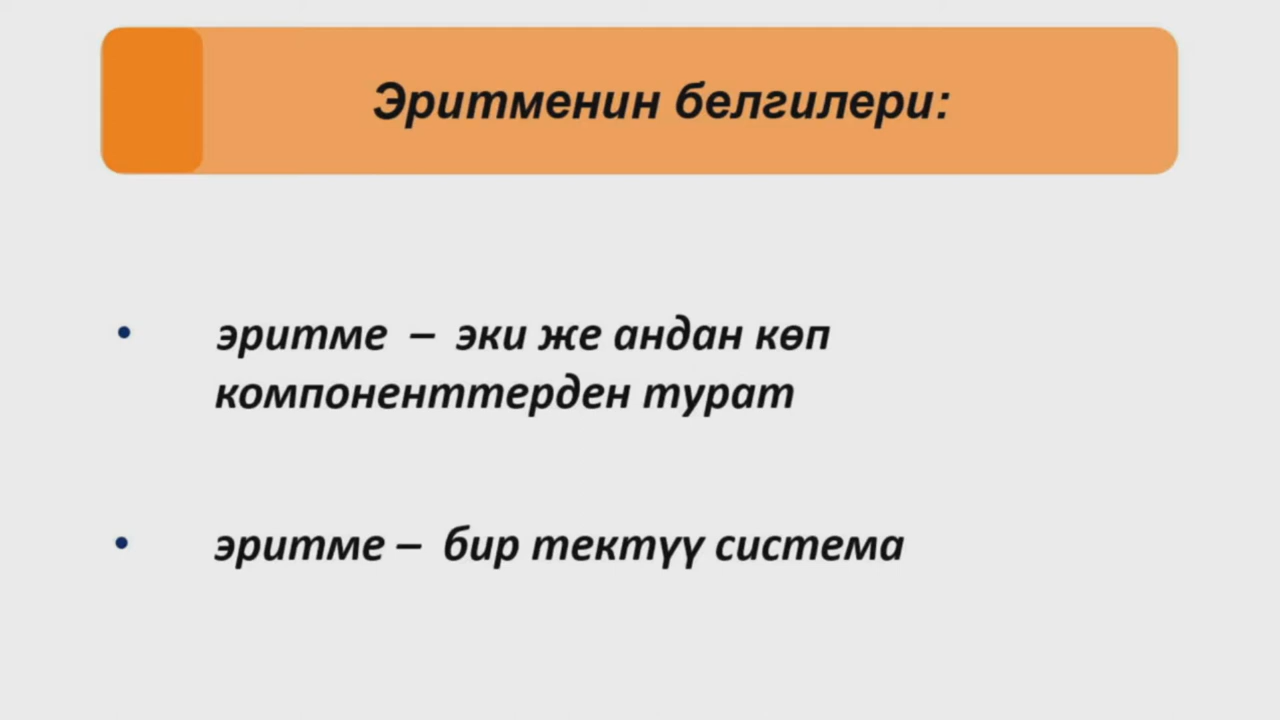 Эритменин белгилери:
• эритме – эки же андан көп
компоненттерден турат
• эритме – бир тектүү система